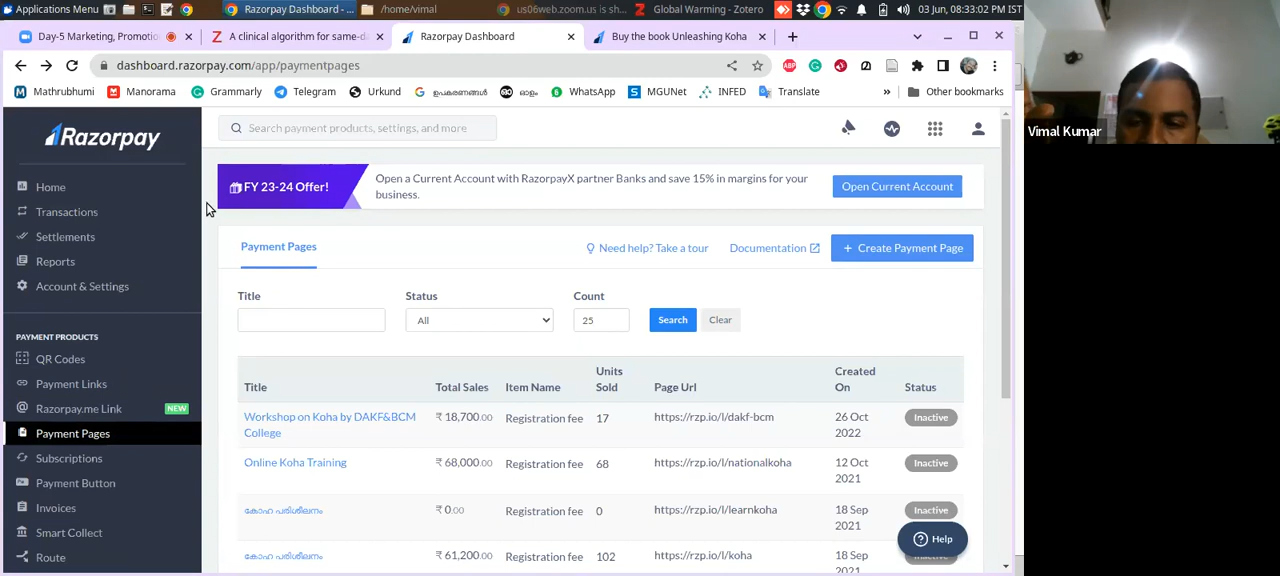 Applications Menu
Razorpay Dashboard - ...
/home/vimal
us06web.zoom.us is sh...
Global Warming - Zotero
03 Jun, 08:33:02 PM IST
Day-5 Marketing, Promotio
A clinical algorithm for same-d
Razorpay Dashboard
Buy the book Unleashing Koha
dashboard.razorpay.com/app/paymentpages
Mathrubhumi
Manorama
Grammarly
Telegram
Urkund
ഉപകരണങ്ങൾ
ഓളം
WhatsApp
MGUNet
INFED
Translate
Other bookmarks
Razorpay
Search payment products, settings, and more
Home
Transactions
Settlements
Reports
Account & Settings
PAYMENT PRODUCTS
QR Codes
Payment Links
Razorpay.me Link NEW
Payment Pages
Subscriptions
Payment Button
Invoices
Smart Collect
Route
FY 23-24 Offer!
Open a Current Account with RazorpayX partner Banks and save 15% in margins for your
business.
Open Current Account
Payment Pages
Need help? Take a tour
Documentation
+ Create Payment Page
Title Status Count
All 25 Search Clear
Title Total Sales Item Name Units Sold Page Url Created On Status
Workshop on Koha by DAKF&BCM College ₹ 18,700.00 Registration fee 17 https://rzp.io/l/dakf-bcm 26 Oct 2022 Inactive
Online Koha Training ₹ 68,000.00 Registration fee 68 https://rzp.io/l/nationalkoha 12 Oct 2021 Inactive
കോഹ പരിശീലനം ₹ 0.00 Registration fee 0 https://rzp.io/l/learnkoha 18 Sep 2021 Inactive
കോഹ പരിശീലനം ₹ 61,200.00 Registration fee 102 https://rzp.io/l/koha 18 Sep 2021
Help
Vimal Kumar